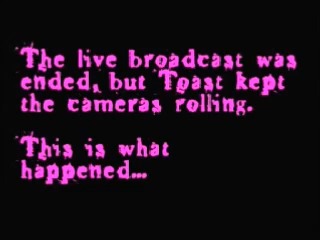 The live broadcast was
ended, but Toast kept
the cameras rolling.
This is what
happened...